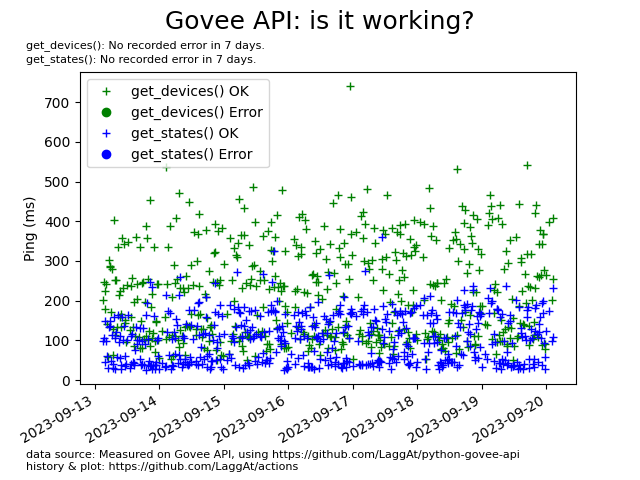 Govee API: is it working?
get_devices(): No recorded error in 7 days.
get_states(): No recorded error in 7 days.
get_devices() OK
get_devices() Error
get_states() OK
get_states() Error
Ping (ms)
700
600
500
400
300
200
100
0
2023-09-13
2023-09-14
2023-09-15
2023-09-16
2023-09-17
2023-09-18
2023-09-19
2023-09-20
data source: Measured on Govee API, using https://github.com/LaggAt/python-govee-api
history & plot: https://github.com/LaggAt/actions